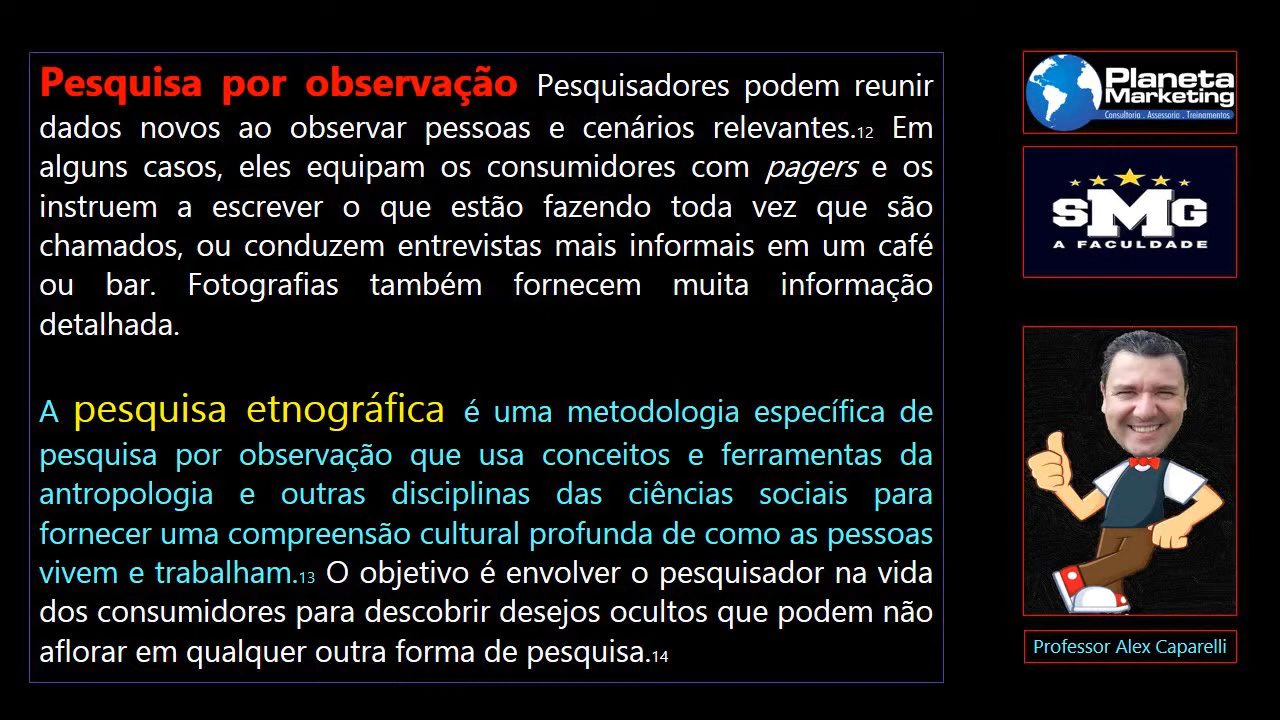 Pesquisa por observação Pesquisadores podem reunir
dados novos ao observar pessoas e cenários relevantes.12 Em
alguns casos, eles equipam os consumidores com pagers e os
instruem a escrever o que estão fazendo toda vez que são
chamados, ou conduzem entrevistas mais informais em um café
ou bar. Fotografias também fornecem muita informação
detalhada.
A pesquisa etnográfica é uma metodologia específica de
pesquisa por observação que usa conceitos e ferramentas da
antropologia e outras disciplinas das ciências sociais para
fornecer uma compreensão cultural profunda de como as pessoas
vivem e trabalham.13 O objetivo é envolver o pesquisador na vida
dos consumidores para desobrir desejos ocultos que podem não
aflorar em qualquer outra forma de pesquisa.14
Planeta
Marketing
Consultoria . Assessoria . Treinamentos
SMG
A FACULDADE
Professor Alex Caparelli